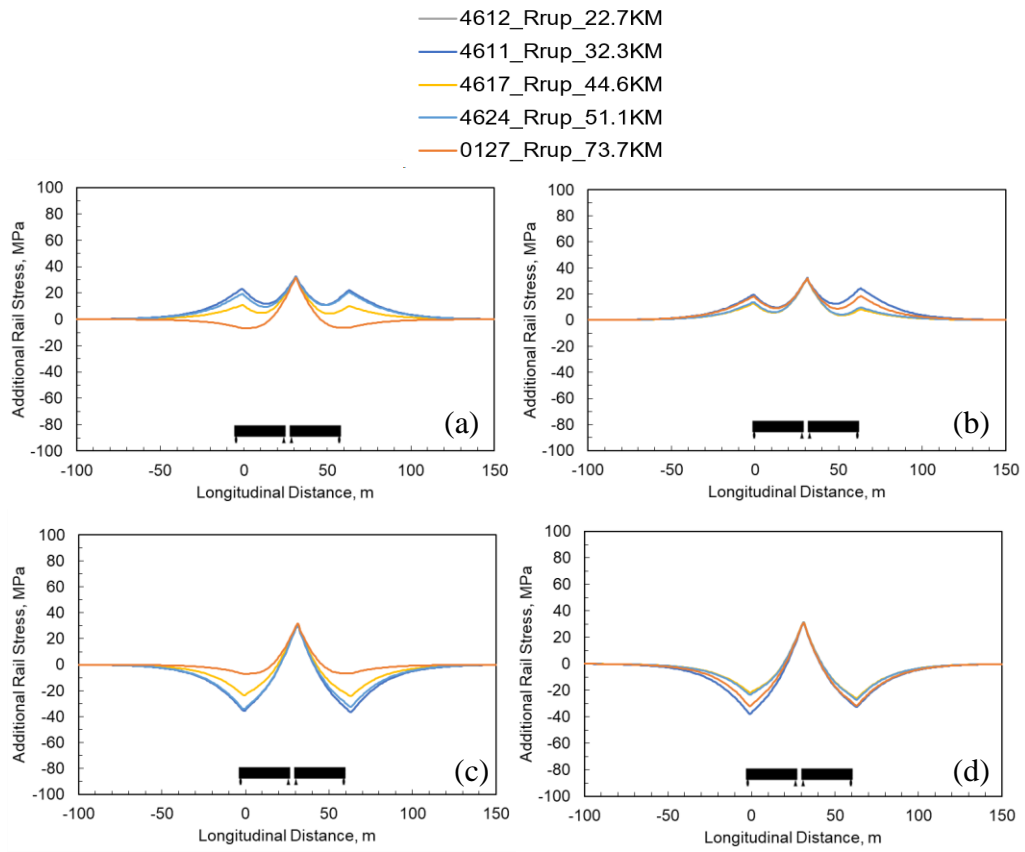 4612_Rrup_22.7KM
4611_Rrup_32.3KM
4617_Rrup_44.6KM
4624_Rrup_51.1KM
0127_Rrup_73.7KM
Additional Rail Stress, MPa
100
80
60
40
20
0
-20
-40
-60
-80
-100
-100 -50 0 50 100 150
Longitudinal Distance, m
(a)
Additional Rail Stress, MPa
100
80
60
40
20
0
-20
-40
-60
-80
-100
-100 -50 0 50 100 150
Longitudinal Distance, m
(b)
Additional Rail Stress, MPa
100
80
60
40
20
0
-20
-40
-60
-80
-100
-100 -50 0 50 100 150
Longitudinal Distance, m
(c)
Additional Rail Stress, MPa
100
80
60
40
20
0
-20
-40
-60
-80
-100
-100 -50 0 50 100 150
Longitudinal Distance, m
(d)